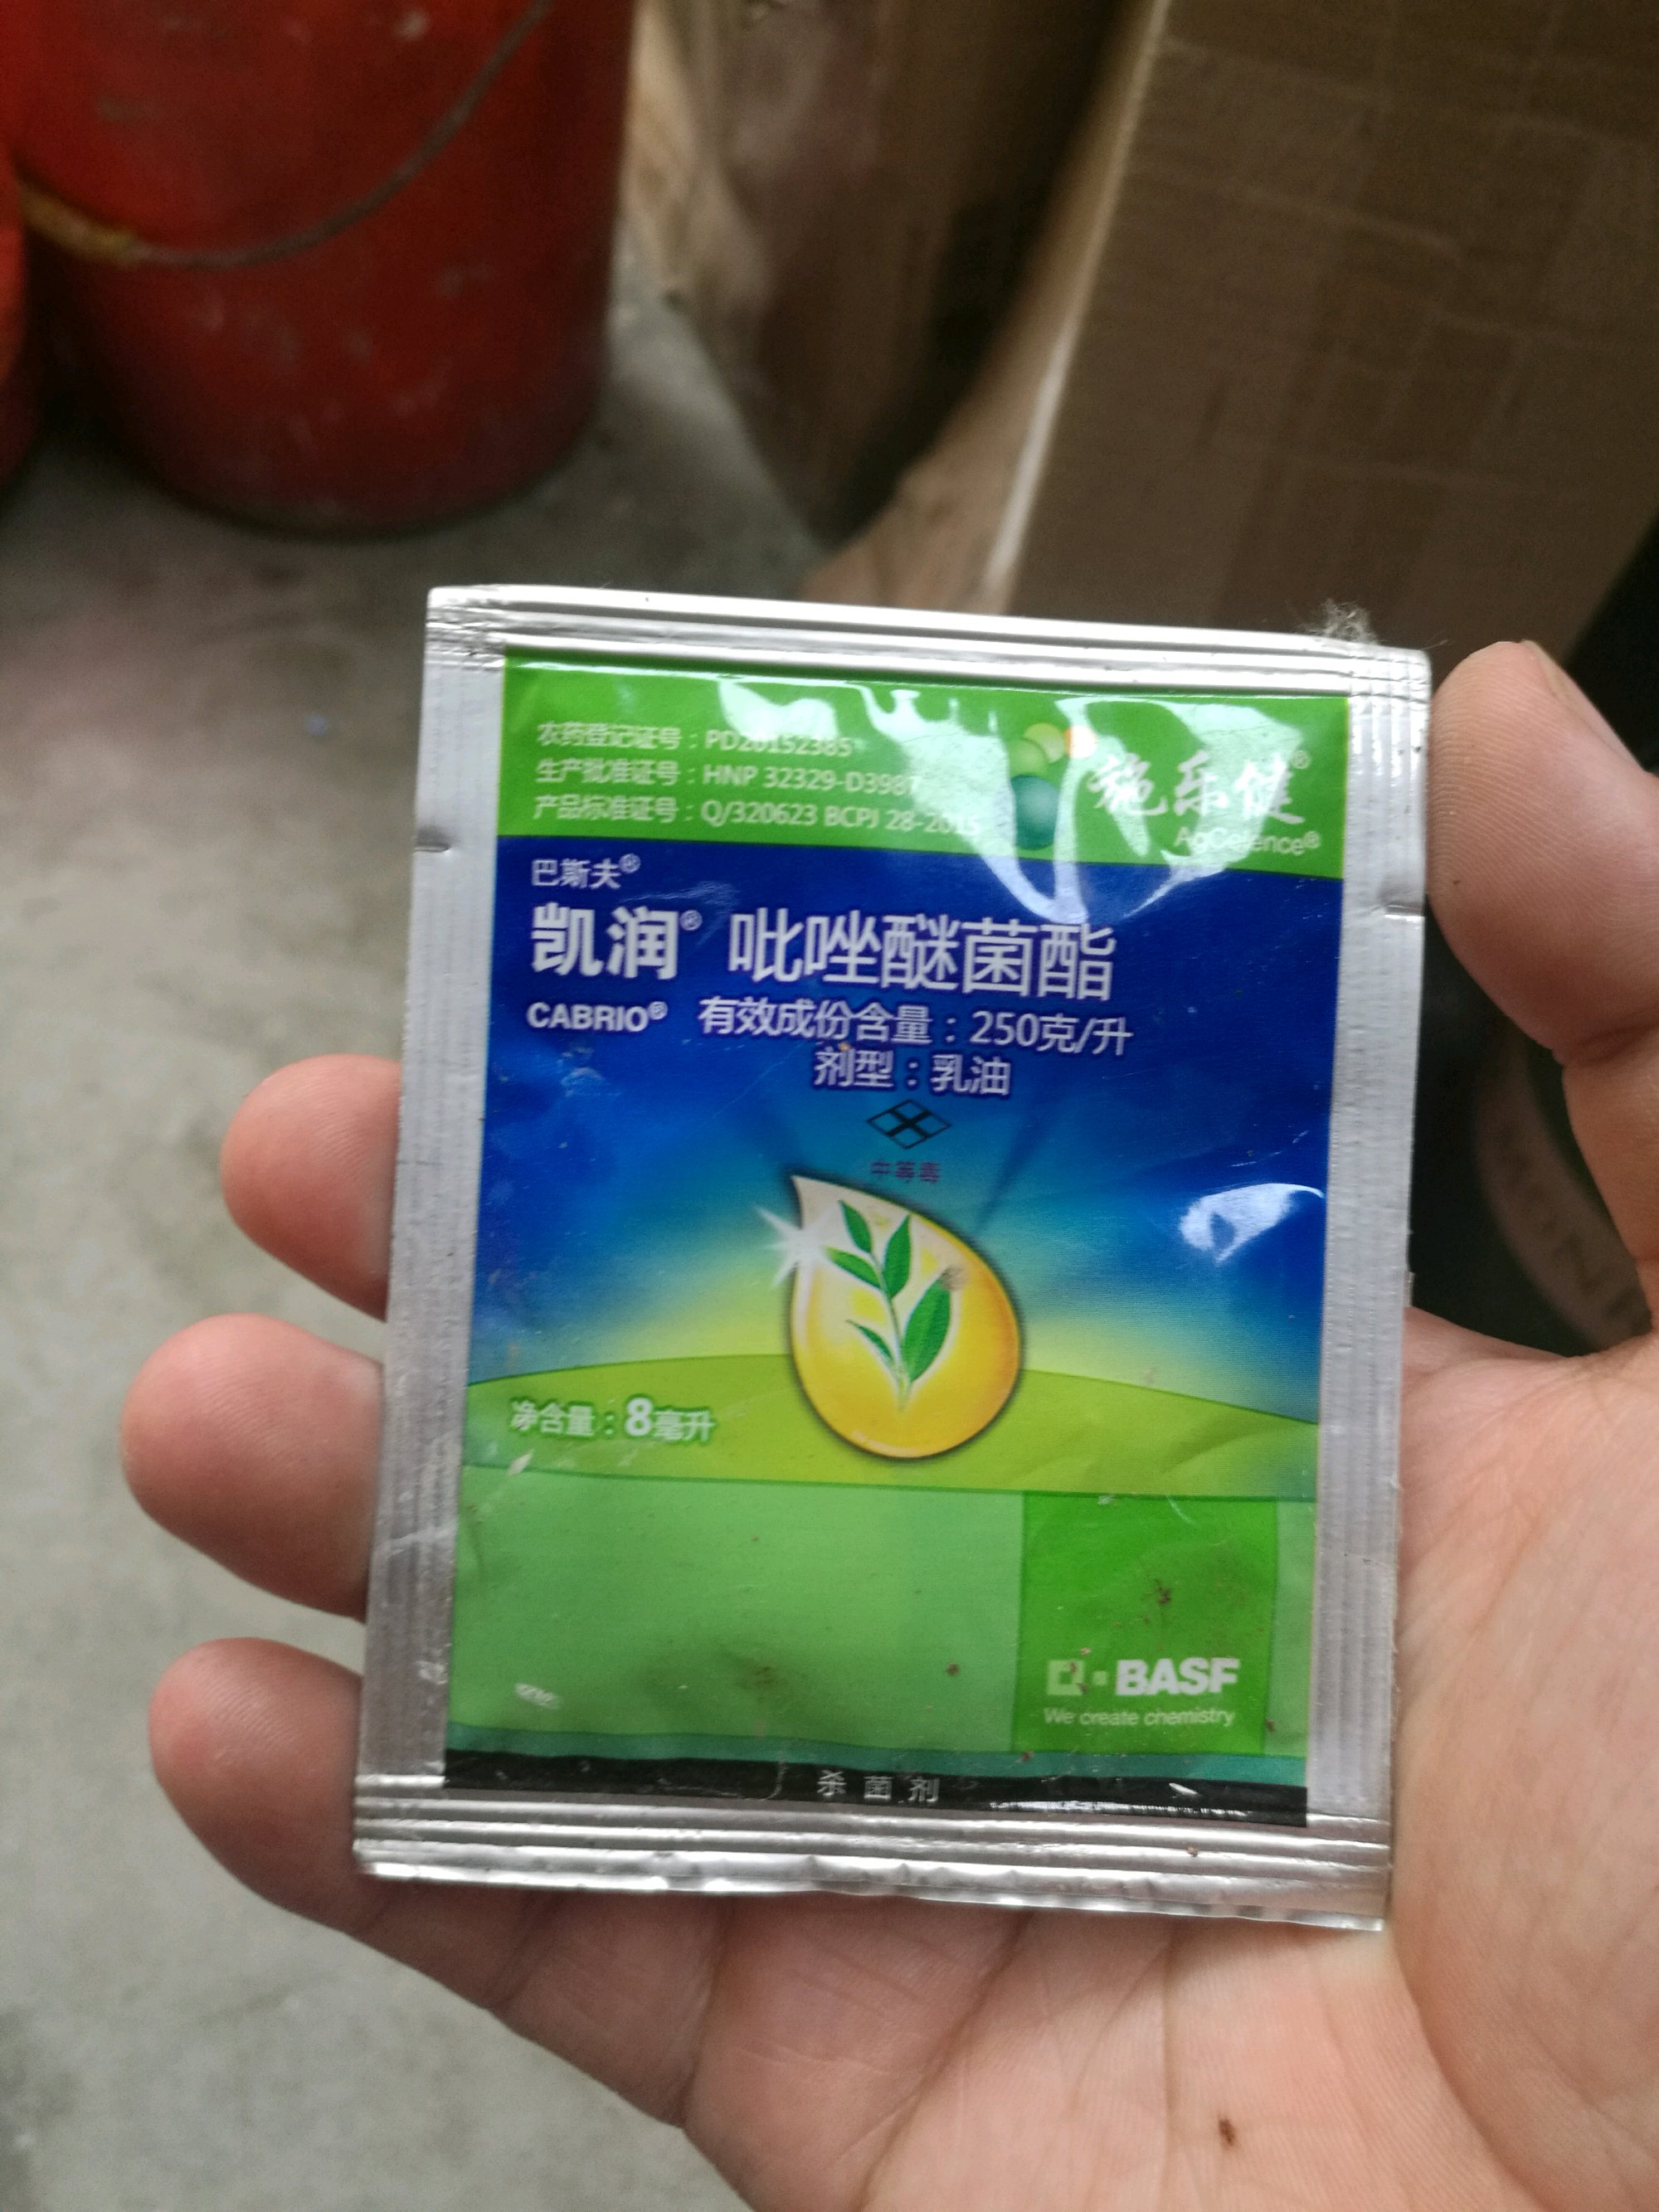 农药登记证号：PD20152385
生产批准证号：HNP 32329-D3987
产品标准证号：Q/320623 BCPJ 28-2015
施乐健®
AgCelence®
巴斯夫®
凯润® 吡唑醚菌酯
CABRIO® 有效成份含量：250克/升
剂型：乳油
中等毒
净含量：8毫升
BASF
We create chemistry
杀菌剂